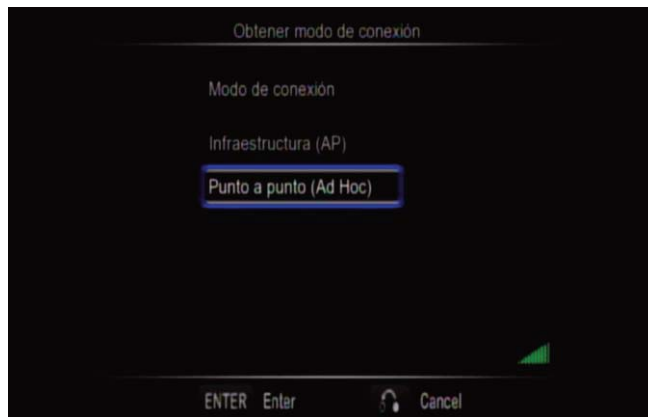 Obtener modo de conexión
Modo de conexión
Infraestructura (AP)
Punto a punto (Ad Hoc)
ENTER Enter Cancel